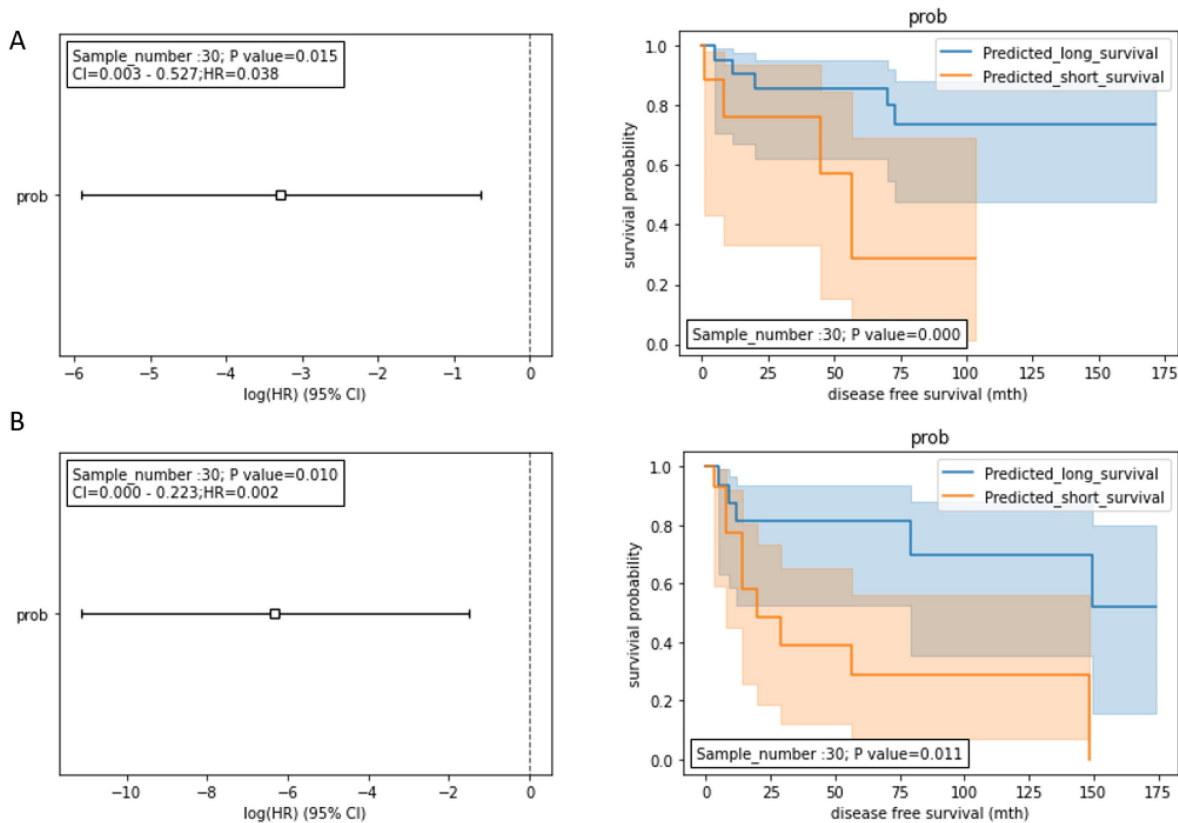 A
Sample_number :30; P value=0.015
CI=0.003 - 0.527;HR=0.038
prob
−6 −5 −4 −3 −2 −1 0
log(HR) (95% CI)
prob
Predicted_long_survival
Predicted_short_survival
1.0
0.8
0.6
0.4
0.2
0.0
survivial probability
Sample_number :30; P value=0.000
0 25 50 75 100 125 150 175
disease free survival (mth)
B
Sample_number :30; P value=0.010
CI=0.000 - 0.223;HR=0.002
prob
−10 −8 −6 −4 −2 0
log(HR) (95% CI)
prob
Predicted_long_survival
Predicted_short_survival
1.0
0.8
0.6
0.4
0.2
0.0
survivial probability
Sample_number :30; P value=0.011
0 25 50 75 100 125 150 175
disease free survival (mth)